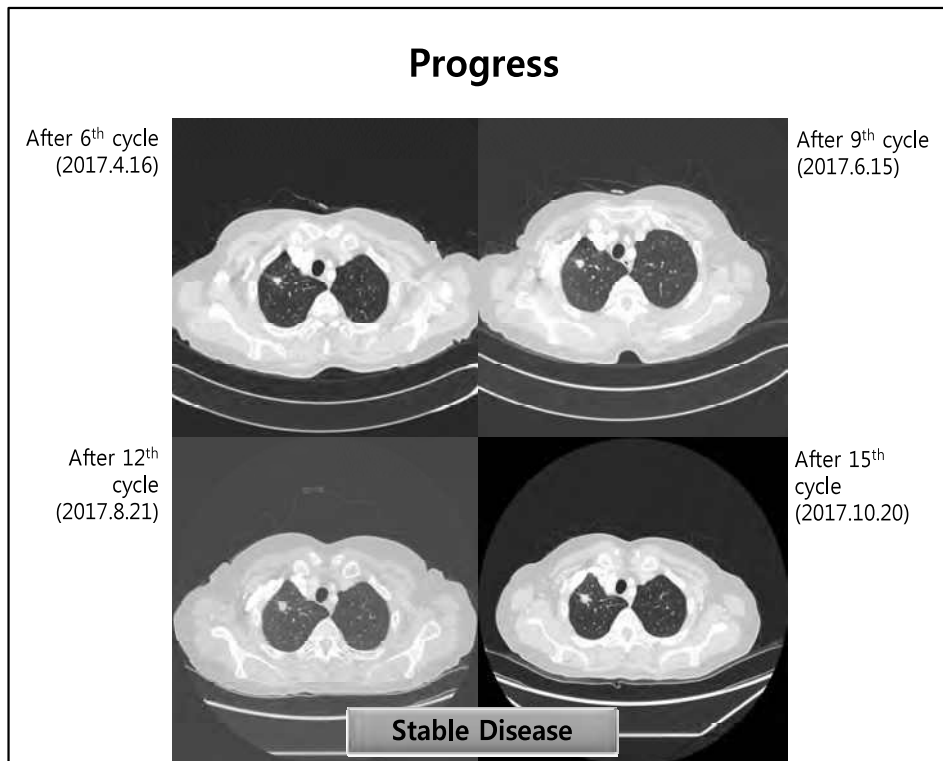 Progress
After 6th cycle
(2017.4.16)
After 9th cycle
(2017.6.15)
After 12th
cycle
(2017.8.21)
After 15th
cycle
(2017.10.20)
Stable Disease